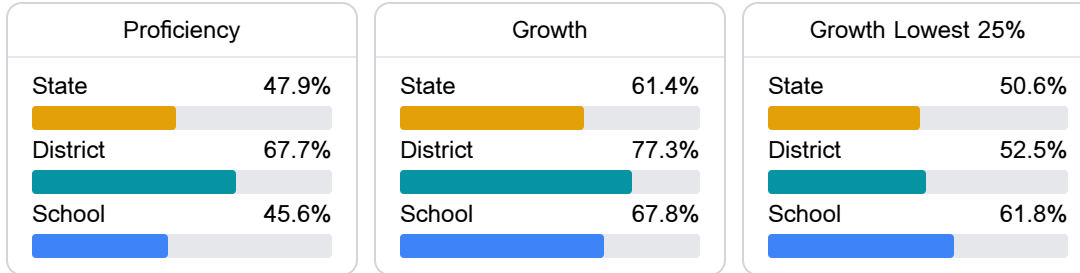 Proficiency
State 47.9%
District 67.7%
School 45.6%
Growth
State 61.4%
District 77.3%
School 67.8%
Growth Lowest 25%
State 50.6%
District 52.5%
School 61.8%